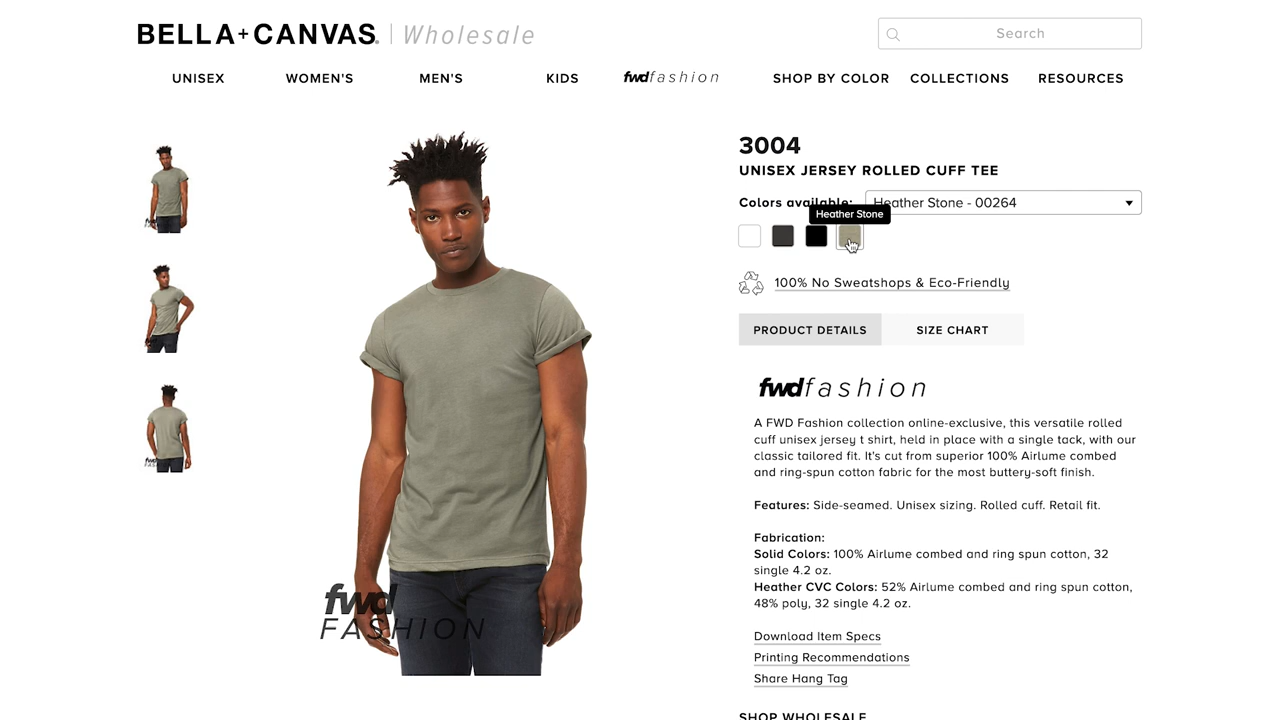 BELLA+CANVAS. | Wholesale
Search
UNISEX
WOMEN'S
MEN'S
KIDS
fwdfashion
SHOP BY COLOR
COLLECTIONS
RESOURCES
3004
UNISEX JERSEY ROLLED CUFF TEE
Colors available: Heather Stone - 00264
Heather Stone
100% No Sweatshops & Eco-Friendly
PRODUCT DETAILS
SIZE CHART
fwdfashion
A FWD Fashion collection online-exclusive, this versatile rolled
cuff unisex jersey t shirt, held in place with a single tack, with our
classic tailored fit. It's cut from superior 100% Airlume combed
and ring-spun cotton fabric for the most buttery-soft finish.
Features: Side-seamed. Unisex sizing. Rolled cuff. Retail fit.
Fabrication:
Solid Colors: 100% Airlume combed and ring spun cotton, 32
single 4.2 oz.
Heather CVC Colors: 52% Airlume combed and ring spun cotton,
48% poly, 32 single 4.2 oz.
Download Item Specs
Printing Recommendations
Share Hang Tag
SHOP WHOLESALE
fwd
FASHION